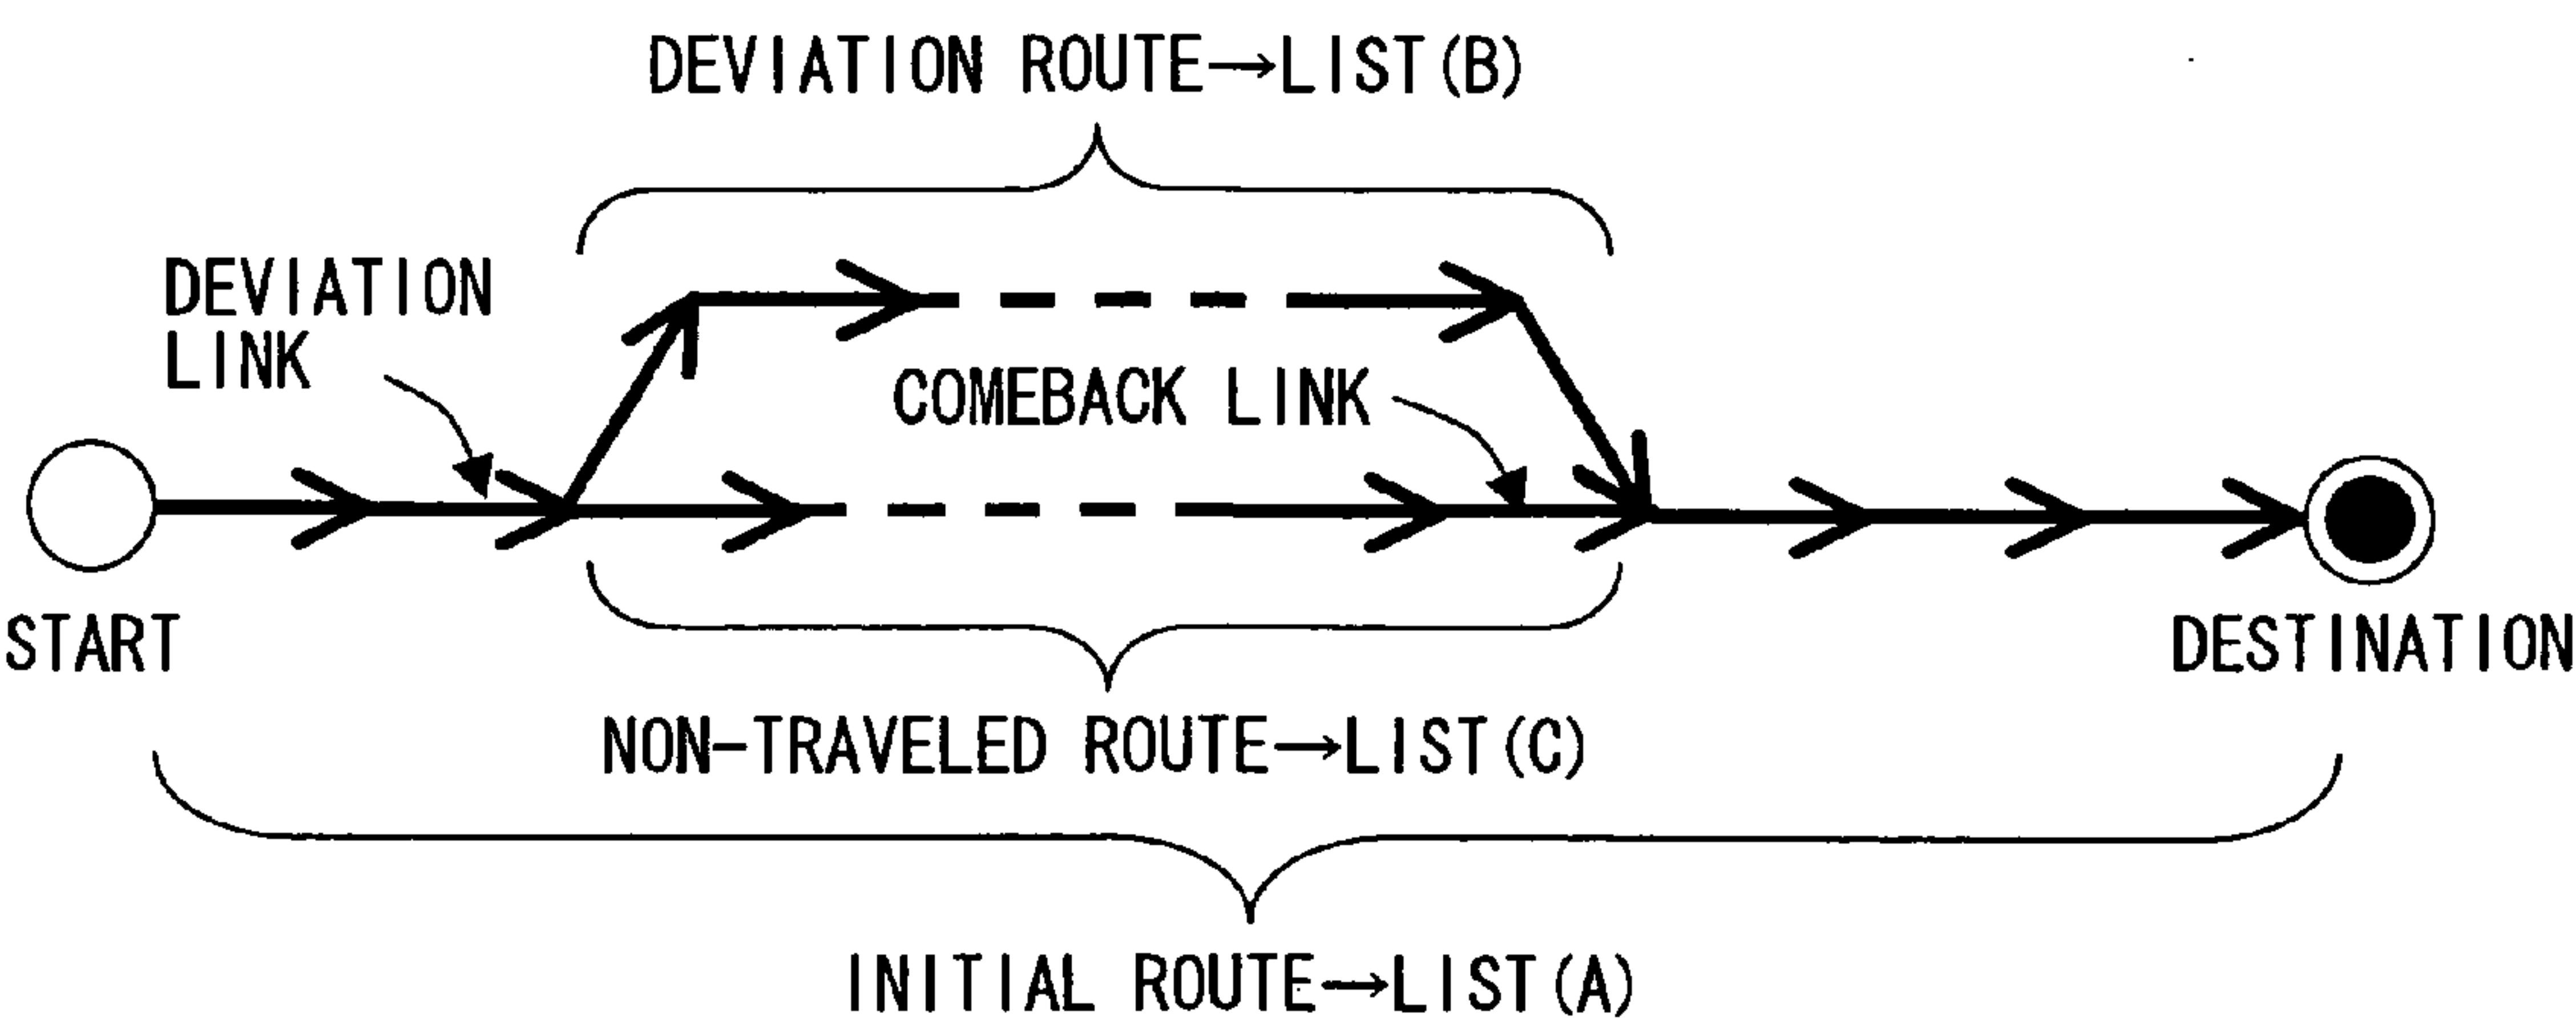 DEVIATION ROUTE→LIST(B)
DEVIATION
LINK
COMEBACK LINK
START
DESTINATION
NON-TRAVELED ROUTE→LIST(C)
INITIAL ROUTE→LIST(A)